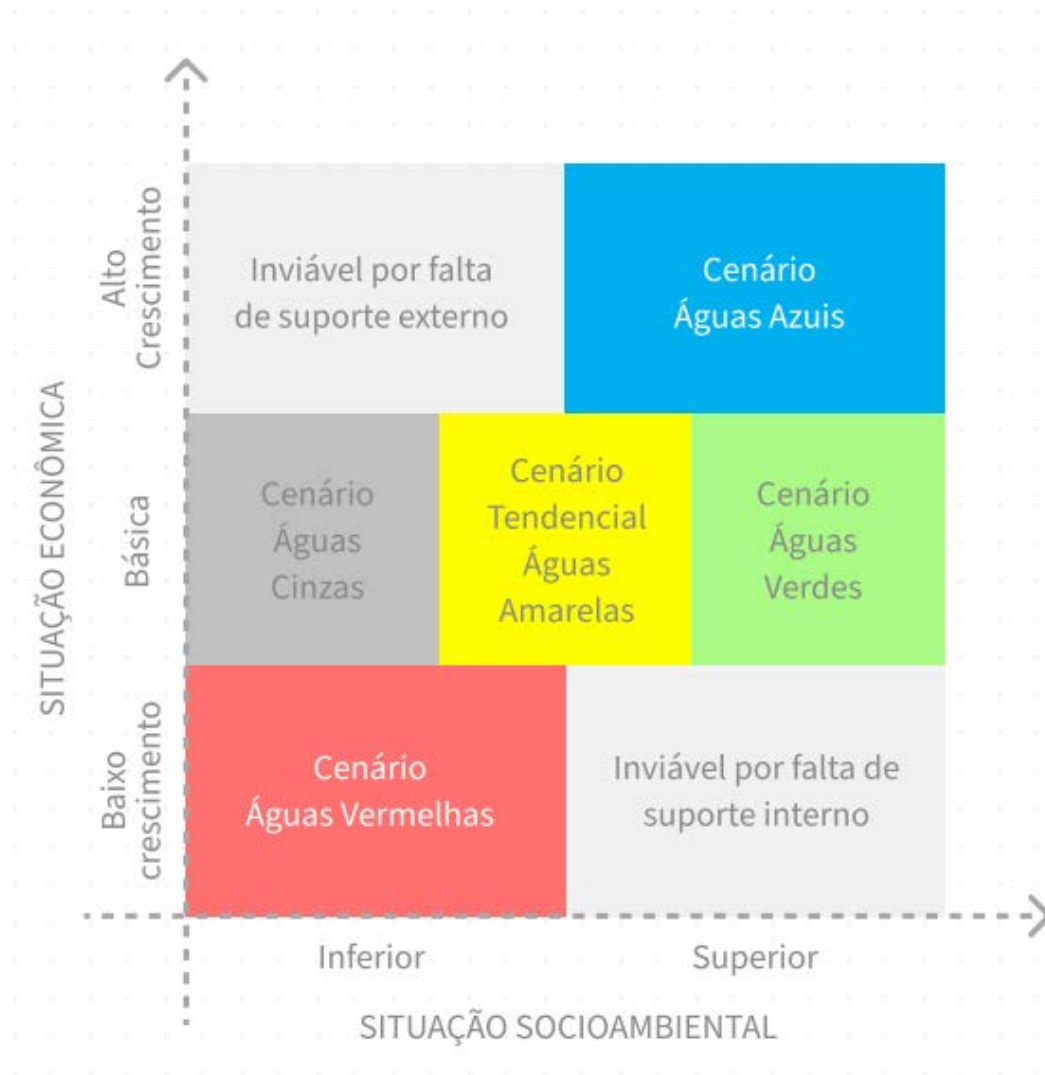 SITUAÇÃO ECONÔMICA
Alto
Crescimento
Inviável por falta
de suporte externo
Cenário
Águas Azuis
Básica
Cenário
Águas
Cinzas
Cenário
Tendencial
Águas
Amarelas
Cenário
Águas
Verdes
Baixo
crescimento
Cenário
Águas Vermelhas
Inviável por falta de
suporte interno
Inferior
Superior
SITUAÇÃO SOCIOAMBIENTAL